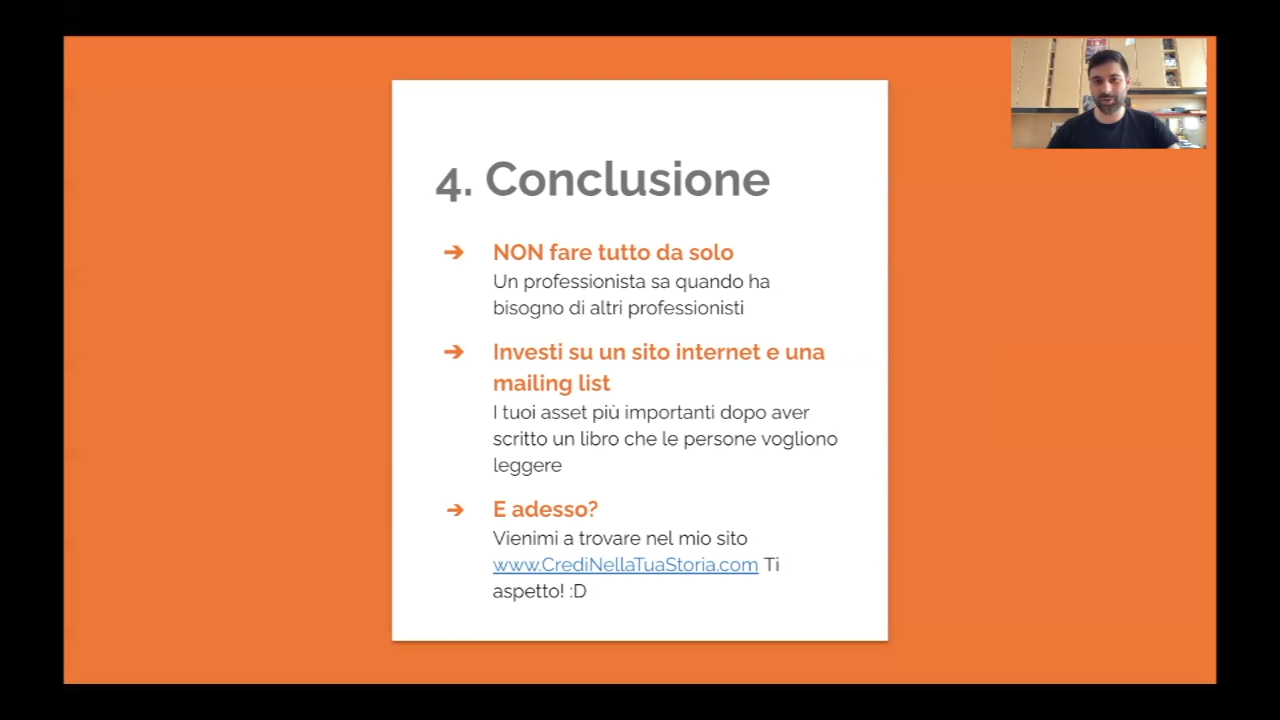 4. Conclusione
➔ NON fare tutto da solo
Un professionista sa quando ha
bisogno di altri professionisti
➔ Investi su un sito internet e una
mailing list
I tuoi asset più importanti dopo aver
scritto un libro che le persone vogliono
leggere
➔ E adesso?
Vienimi a trovare nel mio sito
www.CrediNellaTuaStoria.com Ti
aspetto! :D